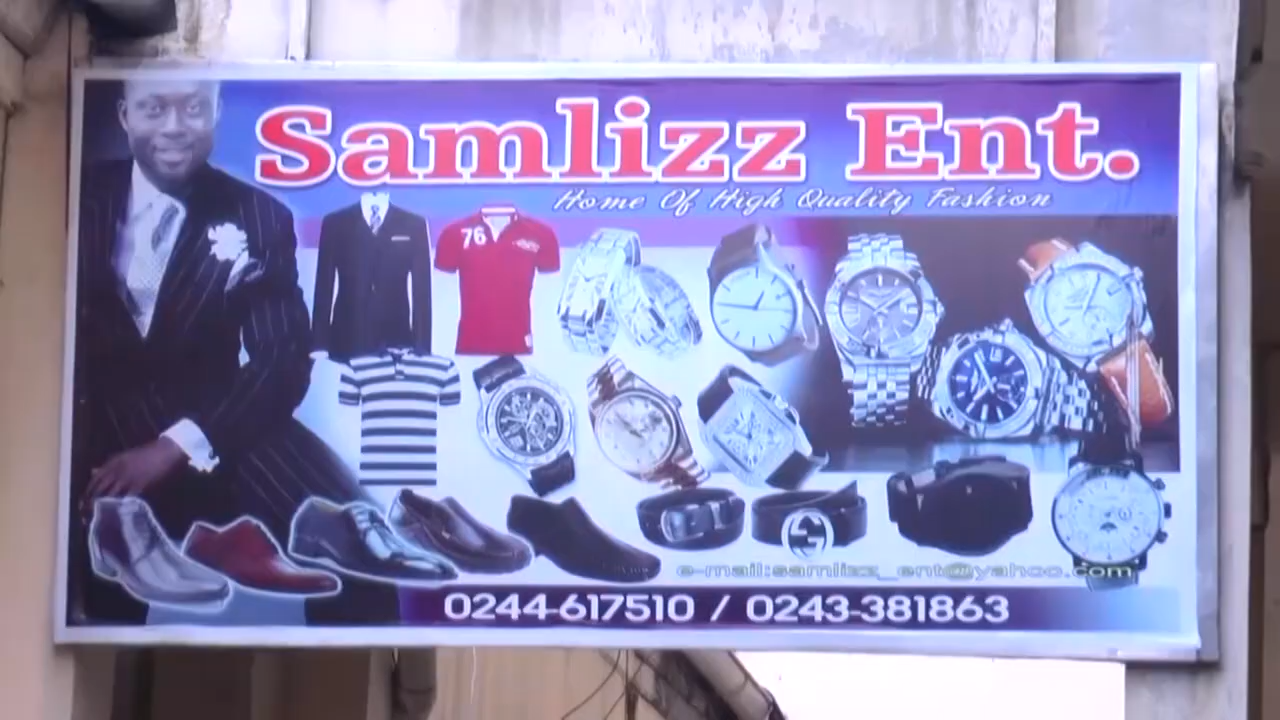 Samlizz Ent.
Home Of High Quality Fashion
76
e-mail:samlizz_ent@yahoo.com
0244-617510 / 0243-381863